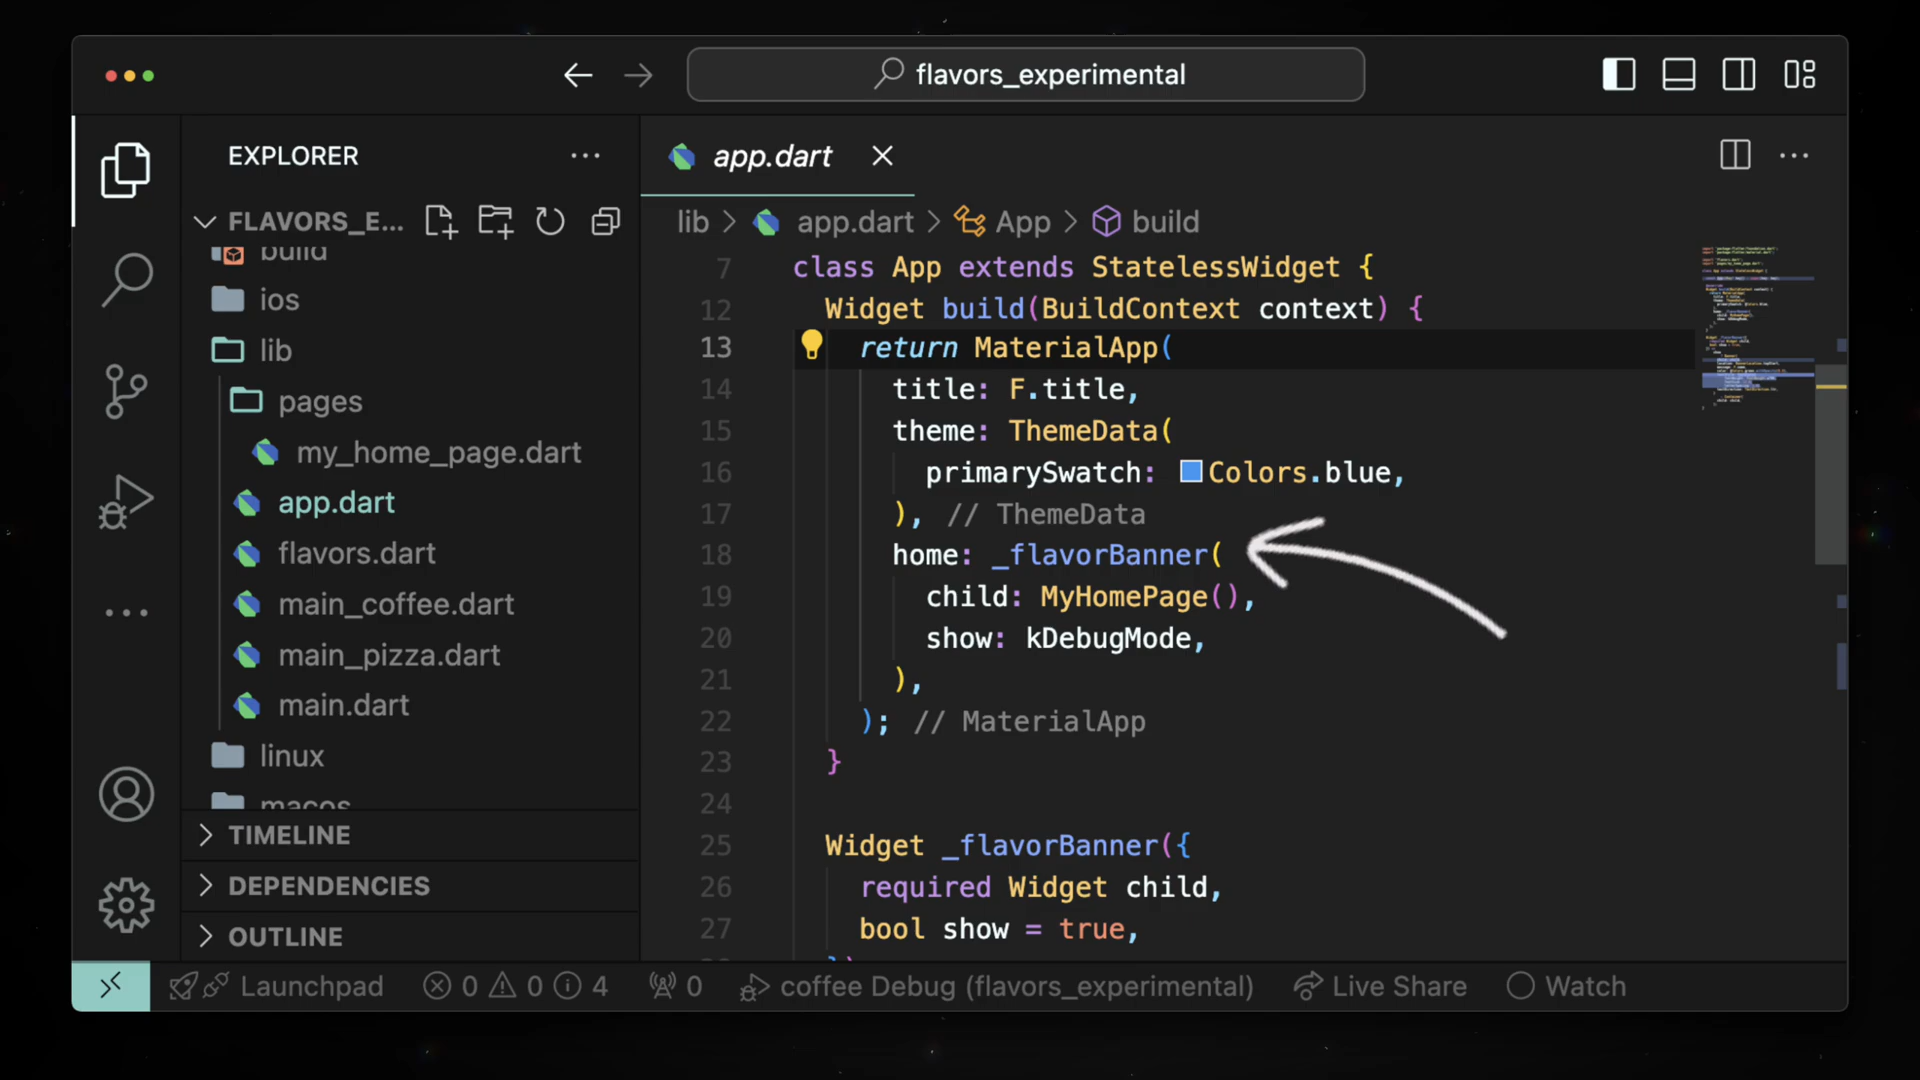 flavors_experimental
EXPLORER
app.dart
FLAVORS_E...
lib > app.dart > App > build
build
ios
lib
pages
my_home_page.dart
app.dart
flavors.dart
main_coffee.dart
main_pizza.dart
main.dart
linux
macos
TIMELINE
DEPENDENCIES
OUTLINE
7 class App extends StatelessWidget {
12 Widget build(BuildContext context) {
13 return MaterialApp(
14 title: F.title,
15 theme: ThemeData(
16 primarySwatch: Colors.blue,
17 ), // ThemeData
18 home: _flavorBanner(
19 child: MyHomePage(),
20 show: kDebugMode,
21 ),
22 ); // MaterialApp
23 }
24
25 Widget _flavorBanner({
26 required Widget child,
27 bool show = true,
Launchpad 0 0 4 0 coffee Debug (flavors_experimental) Live Share Watch